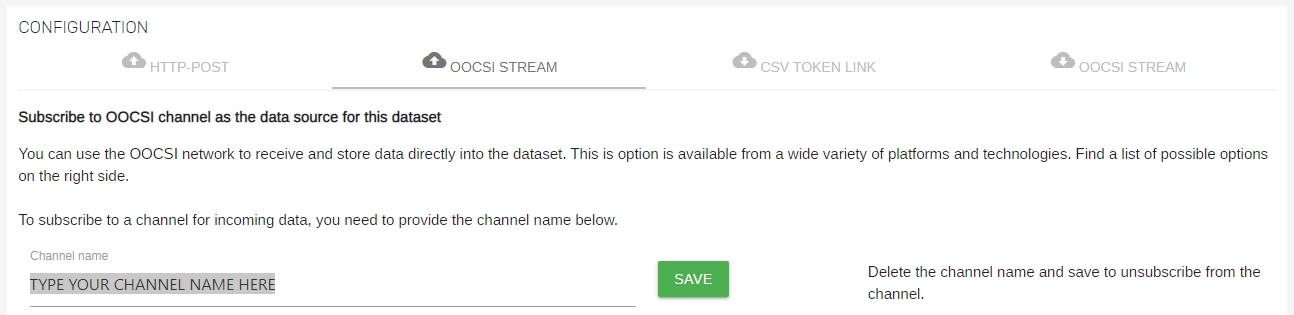 CONFIGURATION
HTTP-POST
OOCSI STREAM
CSV TOKEN LINK
OOCSI STREAM
Subscribe to OOCSI channel as the data source for this dataset
You can use the OOCSI network to receive and store data directly into the dataset. This is option is available from a wide variety of platforms and technologies. Find a list of possible options
on the right side.
To subscribe to a channel for incoming data, you need to provide the channel name below.
Channel name
TYPE YOUR CHANNEL NAME HERE
SAVE
Delete the channel name and save to unsubscribe from the
channel.